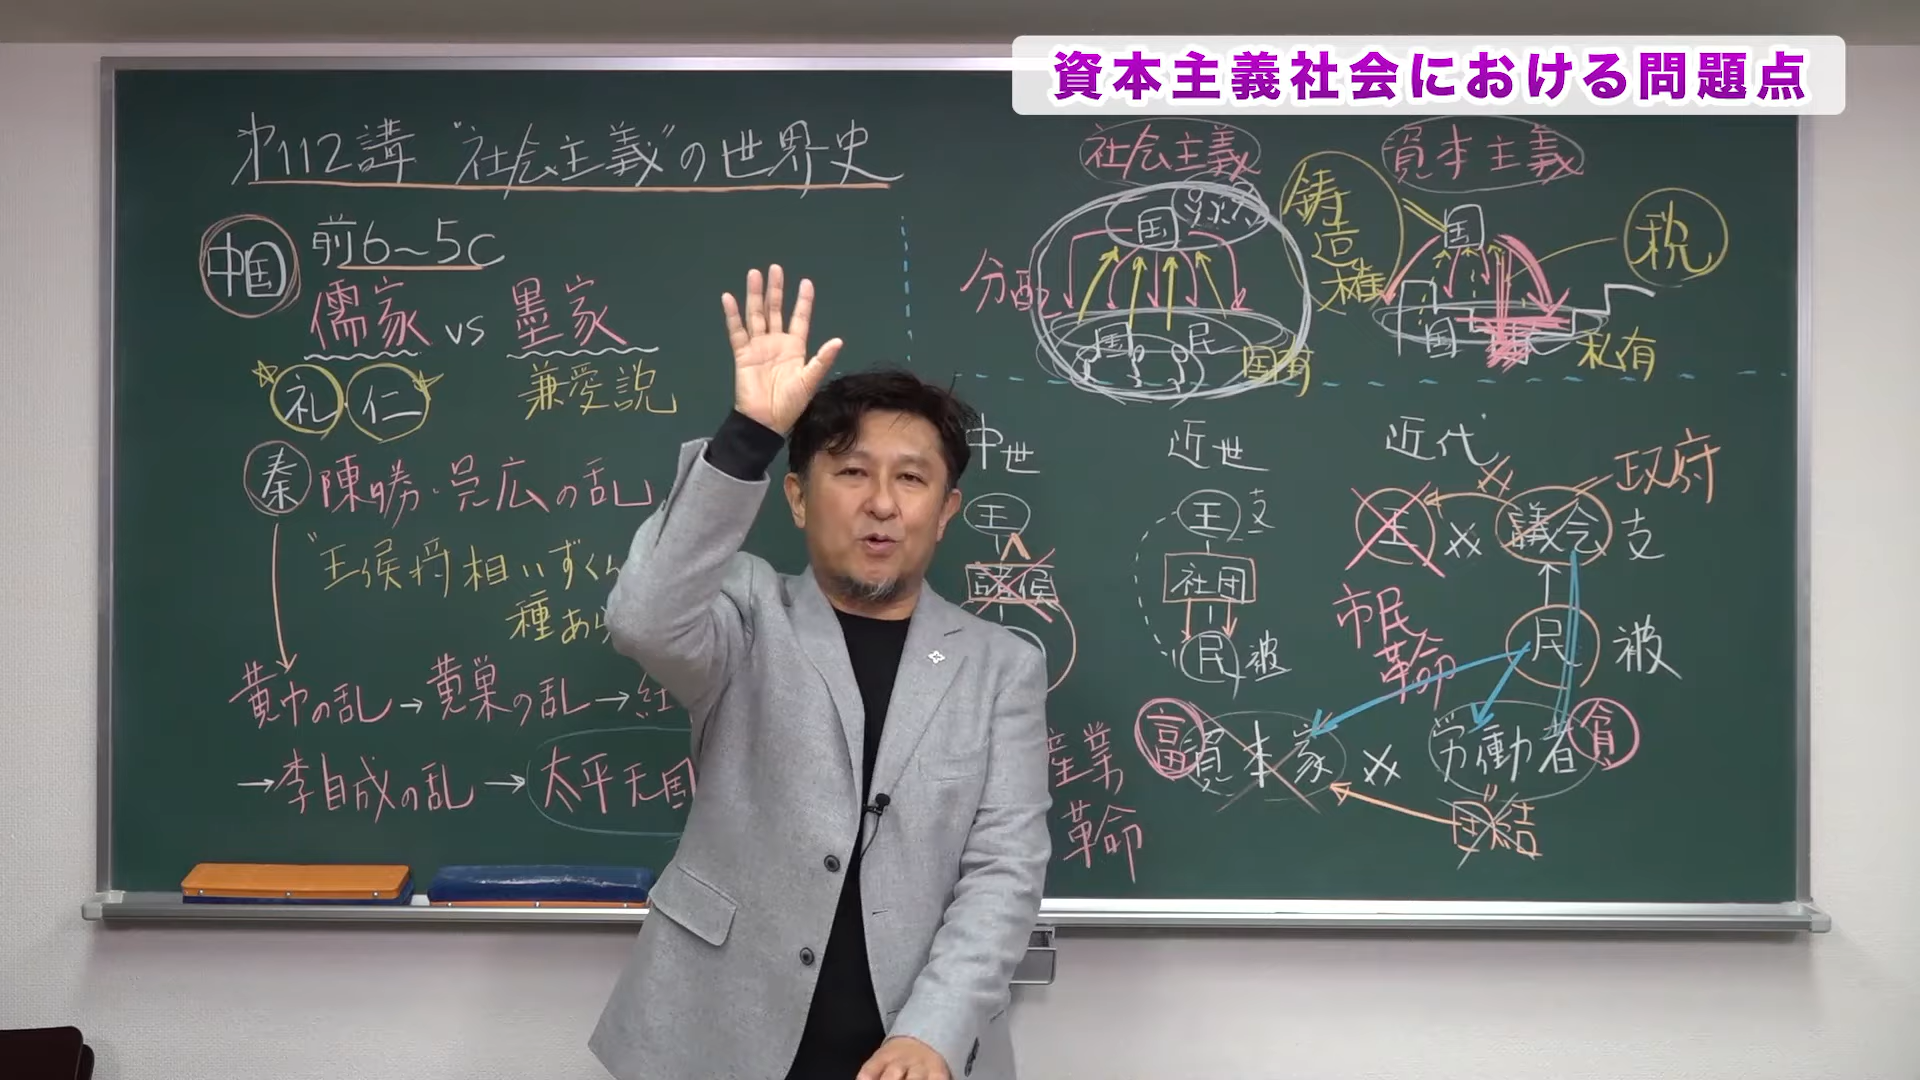 資本主義社会における問題点
第112講 "社会主義"の世界史
中国 前6~5C
儒家 vs 墨家
礼 仁 兼愛説
秦 陳勝・呉広の乱
"王侯将相いずくん
種あら
黄巾の乱→黄巣の乱→紅
→李自成の乱→太平天国
社会主義
国
分配
国 民
国有
資本主義
鋳造権
国
税
国
私有
中世
王
諸侯
近世
王 支
社団
民 被
近代
王 × 議会 支
政府
市民革命
民 被
産業革命
富 資本家 × 労働者 貧
団結